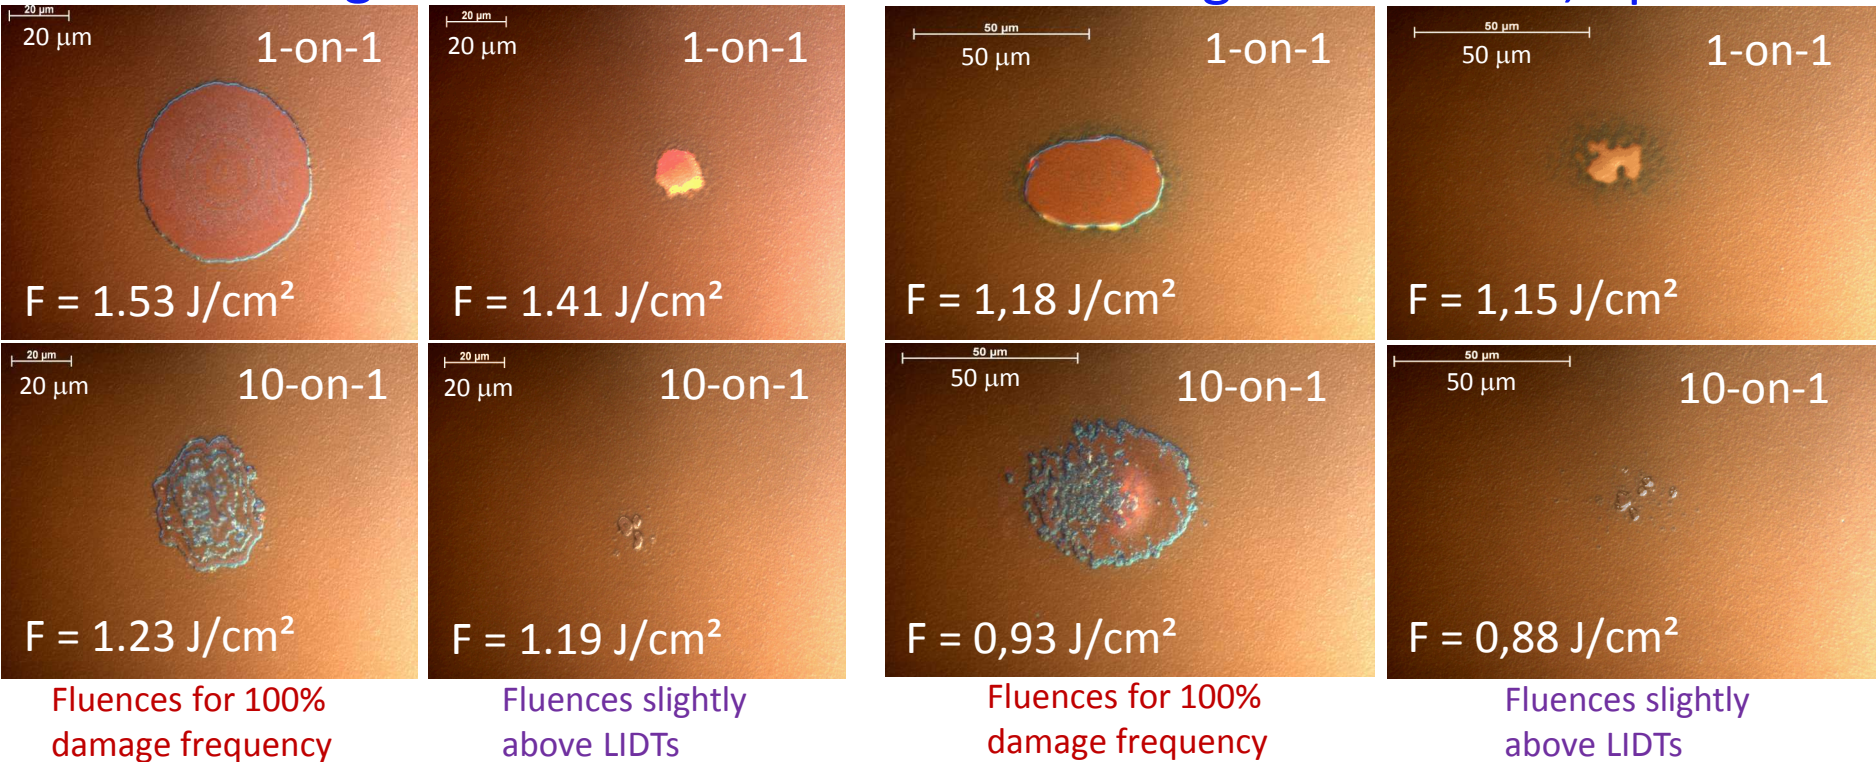 20 µm
20 µm
1-on-1
F = 1.53 J/cm²
20 µm
20 µm
1-on-1
F = 1.41 J/cm²
50 µm
50 µm
1-on-1
F = 1,18 J/cm²
50 µm
50 µm
1-on-1
F = 1,15 J/cm²
20 µm
20 µm
10-on-1
F = 1.23 J/cm²
20 µm
20 µm
10-on-1
F = 1.19 J/cm²
50 µm
50 µm
10-on-1
F = 0,93 J/cm²
50 µm
50 µm
10-on-1
F = 0,88 J/cm²
Fluences for 100%
damage frequency
Fluences slightly
above LIDTs
Fluences for 100%
damage frequency
Fluences slightly
above LIDTs